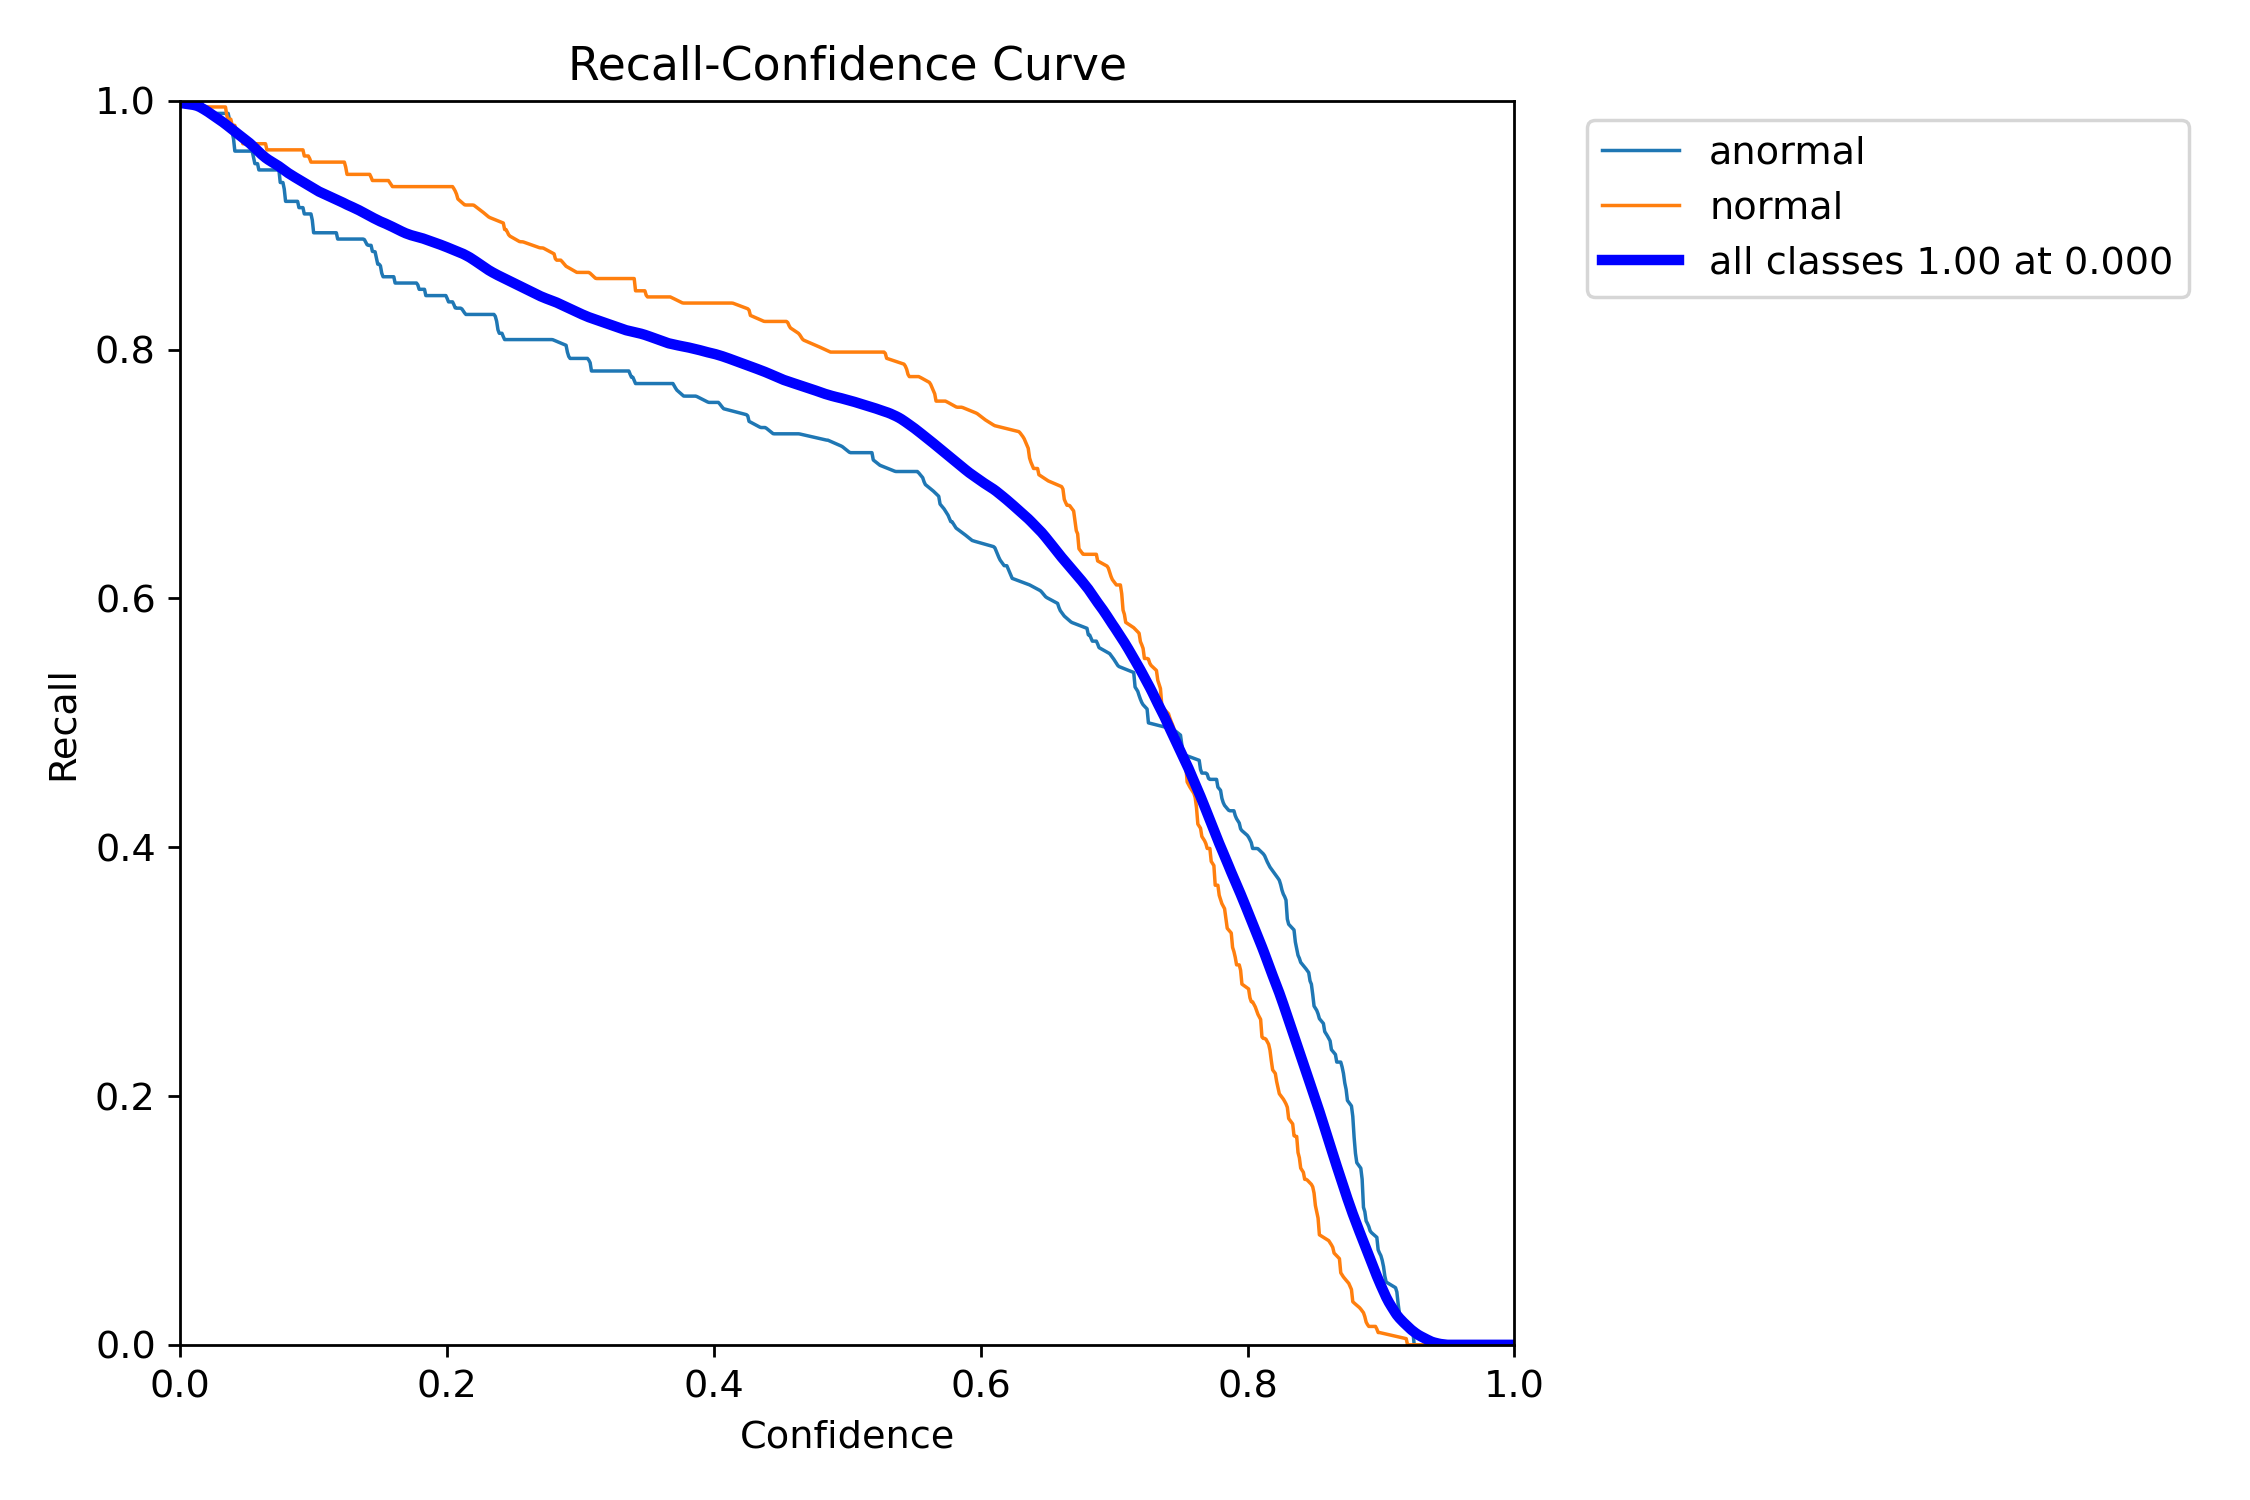 Recall-Confidence Curve
1.0
0.8
0.6
0.4
0.2
0.0
Recall
0.0 0.2 0.4 0.6 0.8 1.0
Confidence
anormal
normal
all classes 1.00 at 0.000